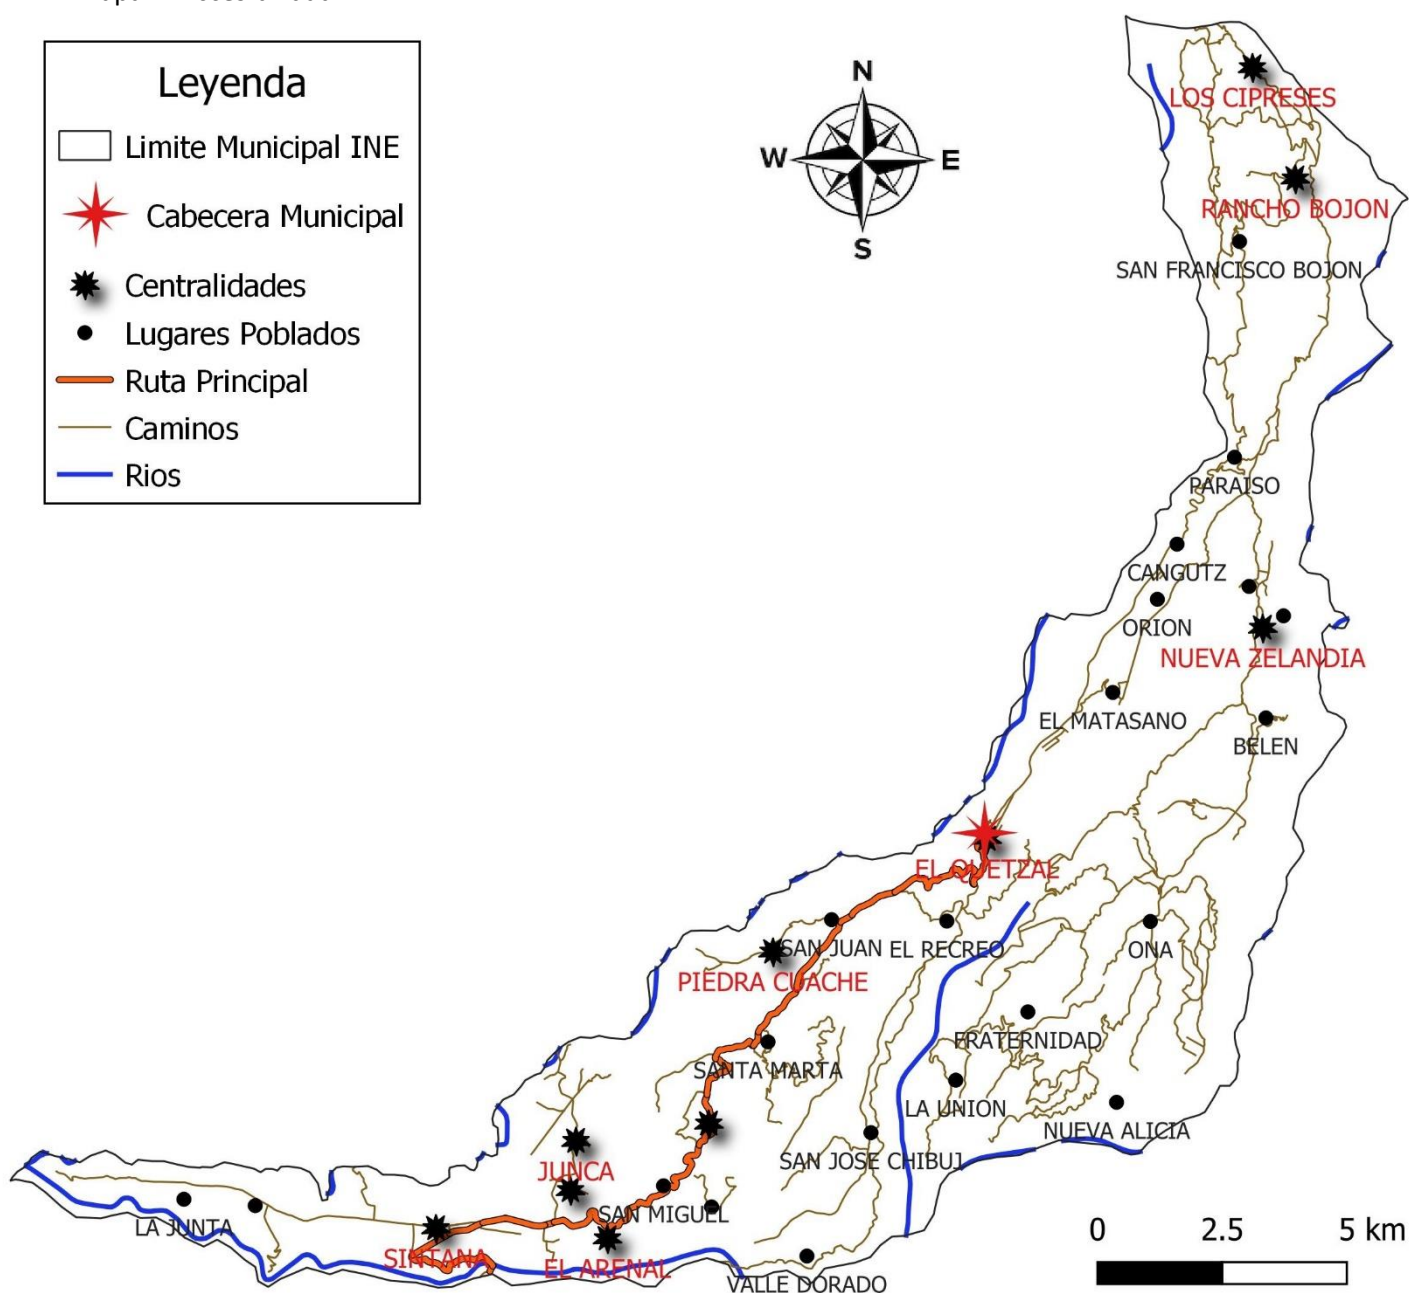 Leyenda
Limite Municipal INE
Cabecera Municipal
Centralidades
Lugares Poblados
Ruta Principal
Caminos
Rios
N
W
E
S
LOS CIPRESES
RANCHO BOJON
SAN FRANCISCO BOJON
PARAISO
CANGUTZ
ORION
NUEVA ZELANDIA
EL MATASANO
BELEN
EL QUETZAL
SAN JUAN
EL RECREO
ONA
PIEDRA CUACHE
FRATERNIDAD
SANTA MARTA
LA UNION
NUEVA ALICIA
SAN JOSE CHIBUJ
JUNCA
SAN MIGUEL
LA JUNTA
SINTANA
EL ARENAL
VALLE DORADO
0 2.5 5 km